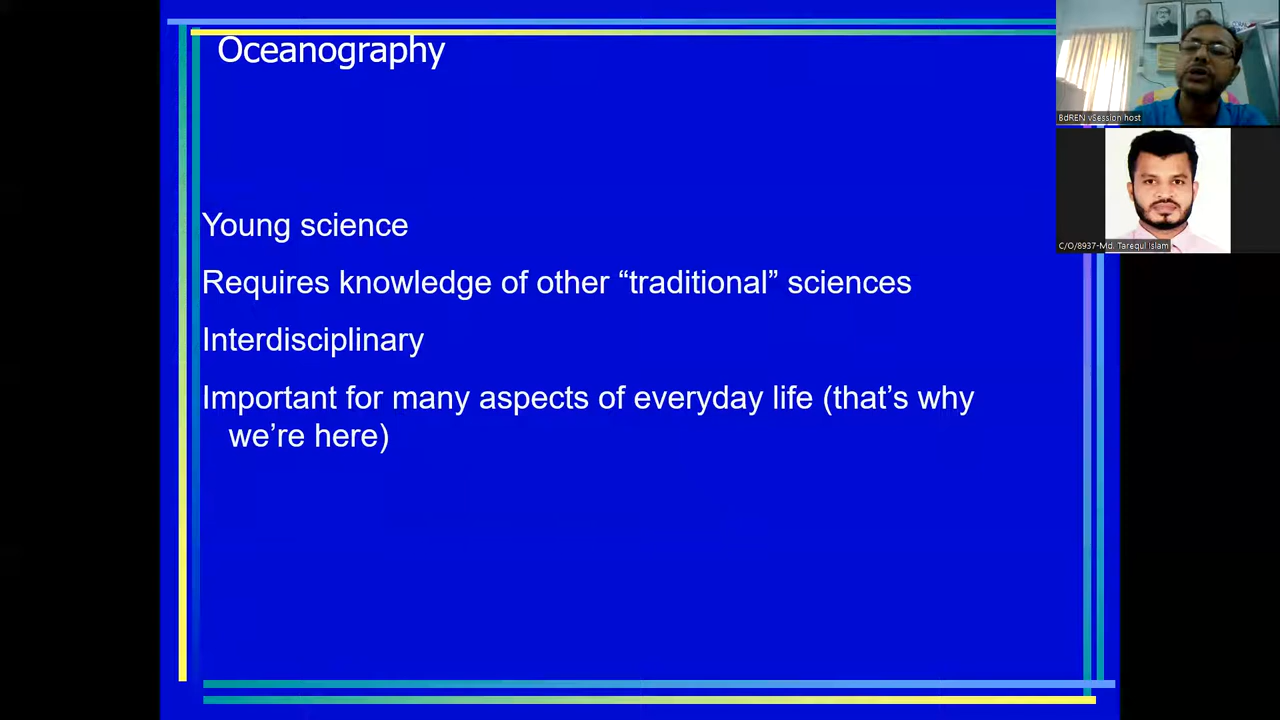 Oceanography
Young science
Requires knowledge of other “traditional” sciences
Interdisciplinary
Important for many aspects of everyday life (that’s why
we’re here)
BdREN vSession host
C/O/8937-Md. Tarequl Islam